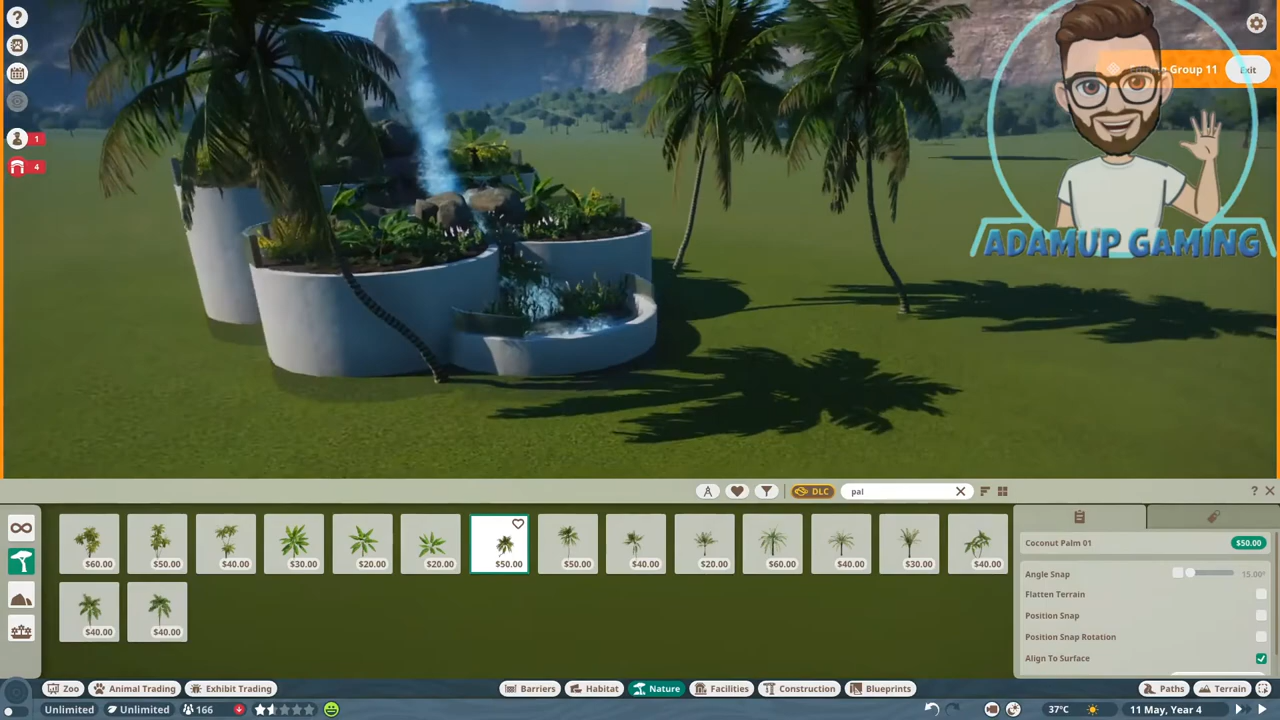 ?
Group 11
Exit
1
4
ADAMUP GAMING
DLC
pal
?
$60.00
$50.00
$40.00
$30.00
$20.00
$20.00
$50.00
$50.00
$40.00
$20.00
$60.00
$40.00
$30.00
$40.00
$40.00
$40.00
Coconut Palm 01
$50.00
Angle Snap
15.00°
Flatten Terrain
Position Snap
Position Snap Rotation
Align To Surface
Zoo
Animal Trading
Exhibit Trading
Barriers
Habitat
Nature
Facilities
Construction
Blueprints
Paths
Terrain
Unlimited
Unlimited
166
37°C
11 May, Year 4